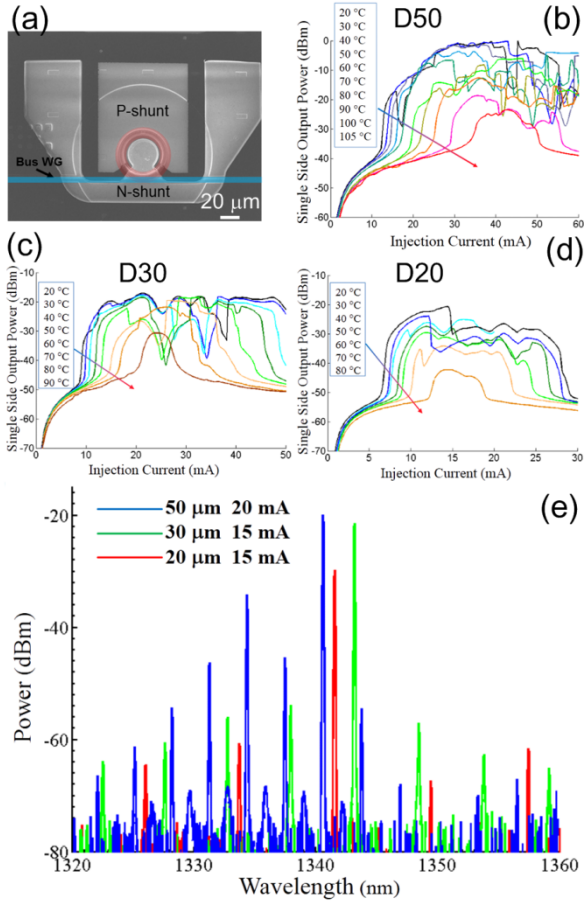 (a)
P-shunt
Bus WG
N-shunt
20 μm
(b)
D50
Single Side Output Power (dBm)
0
-10
-20
-30
-40
-50
-60
20 °C
30 °C
40 °C
50 °C
60 °C
70 °C
80 °C
90 °C
100 °C
105 °C
0 10 20 30 40 50 60
Injection Current (mA)
(c)
D30
Single Side Output Power (dBm)
-10
-20
-30
-40
-50
-60
-70
20 °C
30 °C
40 °C
50 °C
60 °C
70 °C
80 °C
90 °C
0 10 20 30 40 50
Injection Current (mA)
(d)
D20
Single Side Output Power (dBm)
-10
-20
-30
-40
-50
-60
-70
20 °C
30 °C
40 °C
50 °C
60 °C
70 °C
80 °C
0 5 10 15 20 25 30
Injection Current (mA)
(e)
50 μm 20 mA
30 μm 15 mA
20 μm 15 mA
Power (dBm)
-20
-40
-60
-80
1320 1330 1340 1350 1360
Wavelength (nm)